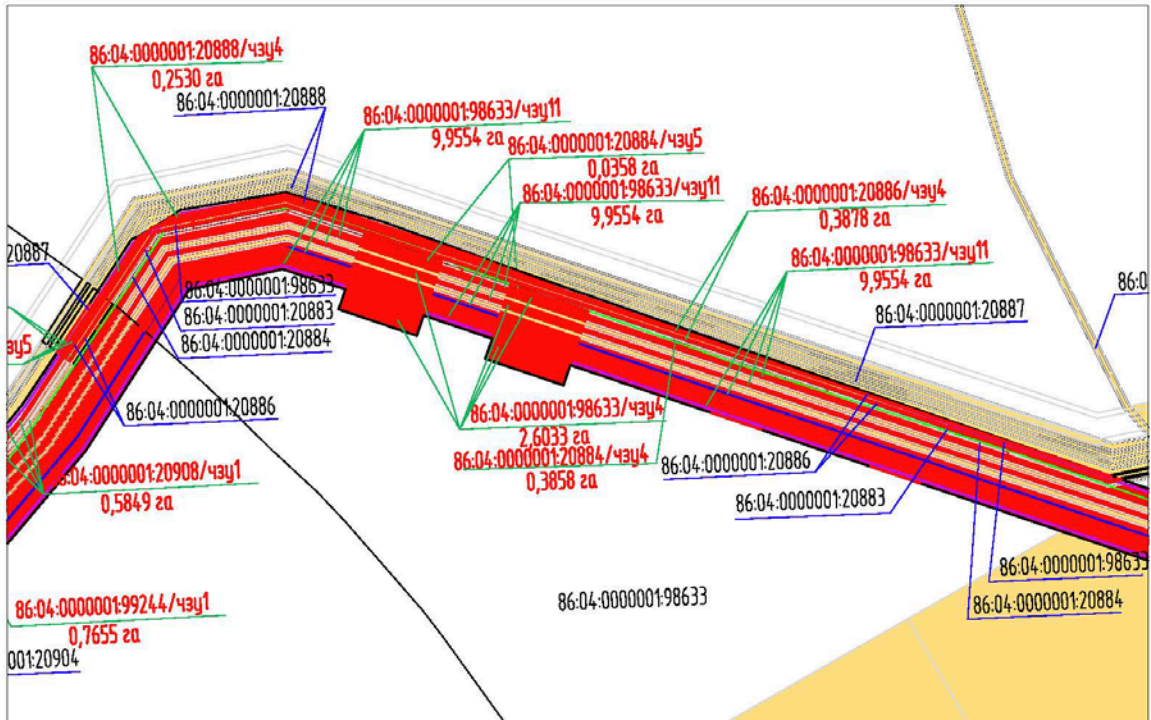 86:04:0000001:20888/чзу4
0,2530 га
86:04:0000001:20888
86:04:0000001:98633/чзу11
9,9554 га
86:04:0000001:20884/чзу5
0,0358 га
86:04:0000001:98633/чзу11
9,9554 га
86:04:0000001:20886/чзу4
0,3878 га
86:04:0000001:98633/чзу11
9,9554 га
:20887
86:0
86:04:0000001:98633
86:04:0000001:20883
86:04:0000001:20884
86:04:0000001:20887
зу5
86:04:0000001:20886
86:04:0000001:98633/чзу4
2,6033 га
86:04:0000001:20884/чзу4
0,3858 га
:04:0000001:20908/чзу1
0,5849 га
86:04:0000001:20886
86:04:0000001:20883
86:04:0000001:98633
86:04:0000001:20884
86:04:0000001:98633
86:04:0000001:99244/чзу1
0,7655 га
001:20904